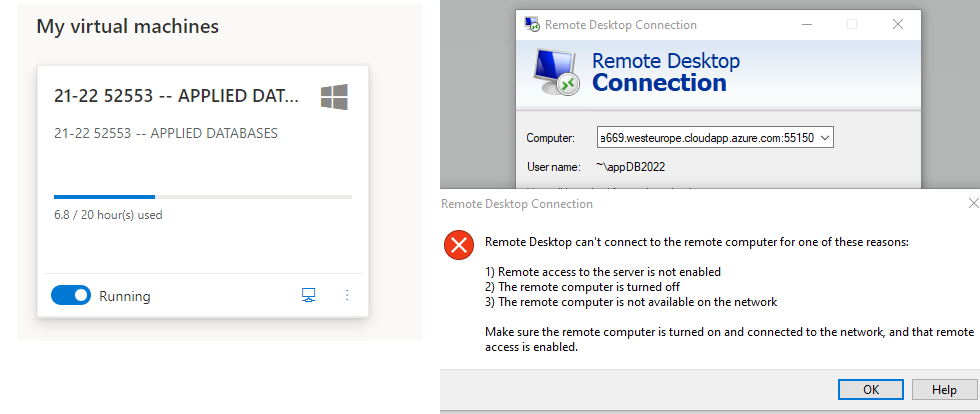 My virtual machines
21-22 52553 -- APPLIED DAT...
21-22 52553 -- APPLIED DATABASES
6.8 / 20 hour(s) used
Running
Remote Desktop Connection
Remote Desktop
Connection
Computer: a669.westeurope.cloudapp.azure.com:55150
User name: ~\appDB2022
Remote Desktop Connection
Remote Desktop can't connect to the remote computer for one of these reasons:
1) Remote access to the server is not enabled
2) The remote computer is turned off
3) The remote computer is not available on the network
Make sure the remote computer is turned on and connected to the network, and that remote
access is enabled.
OK Help